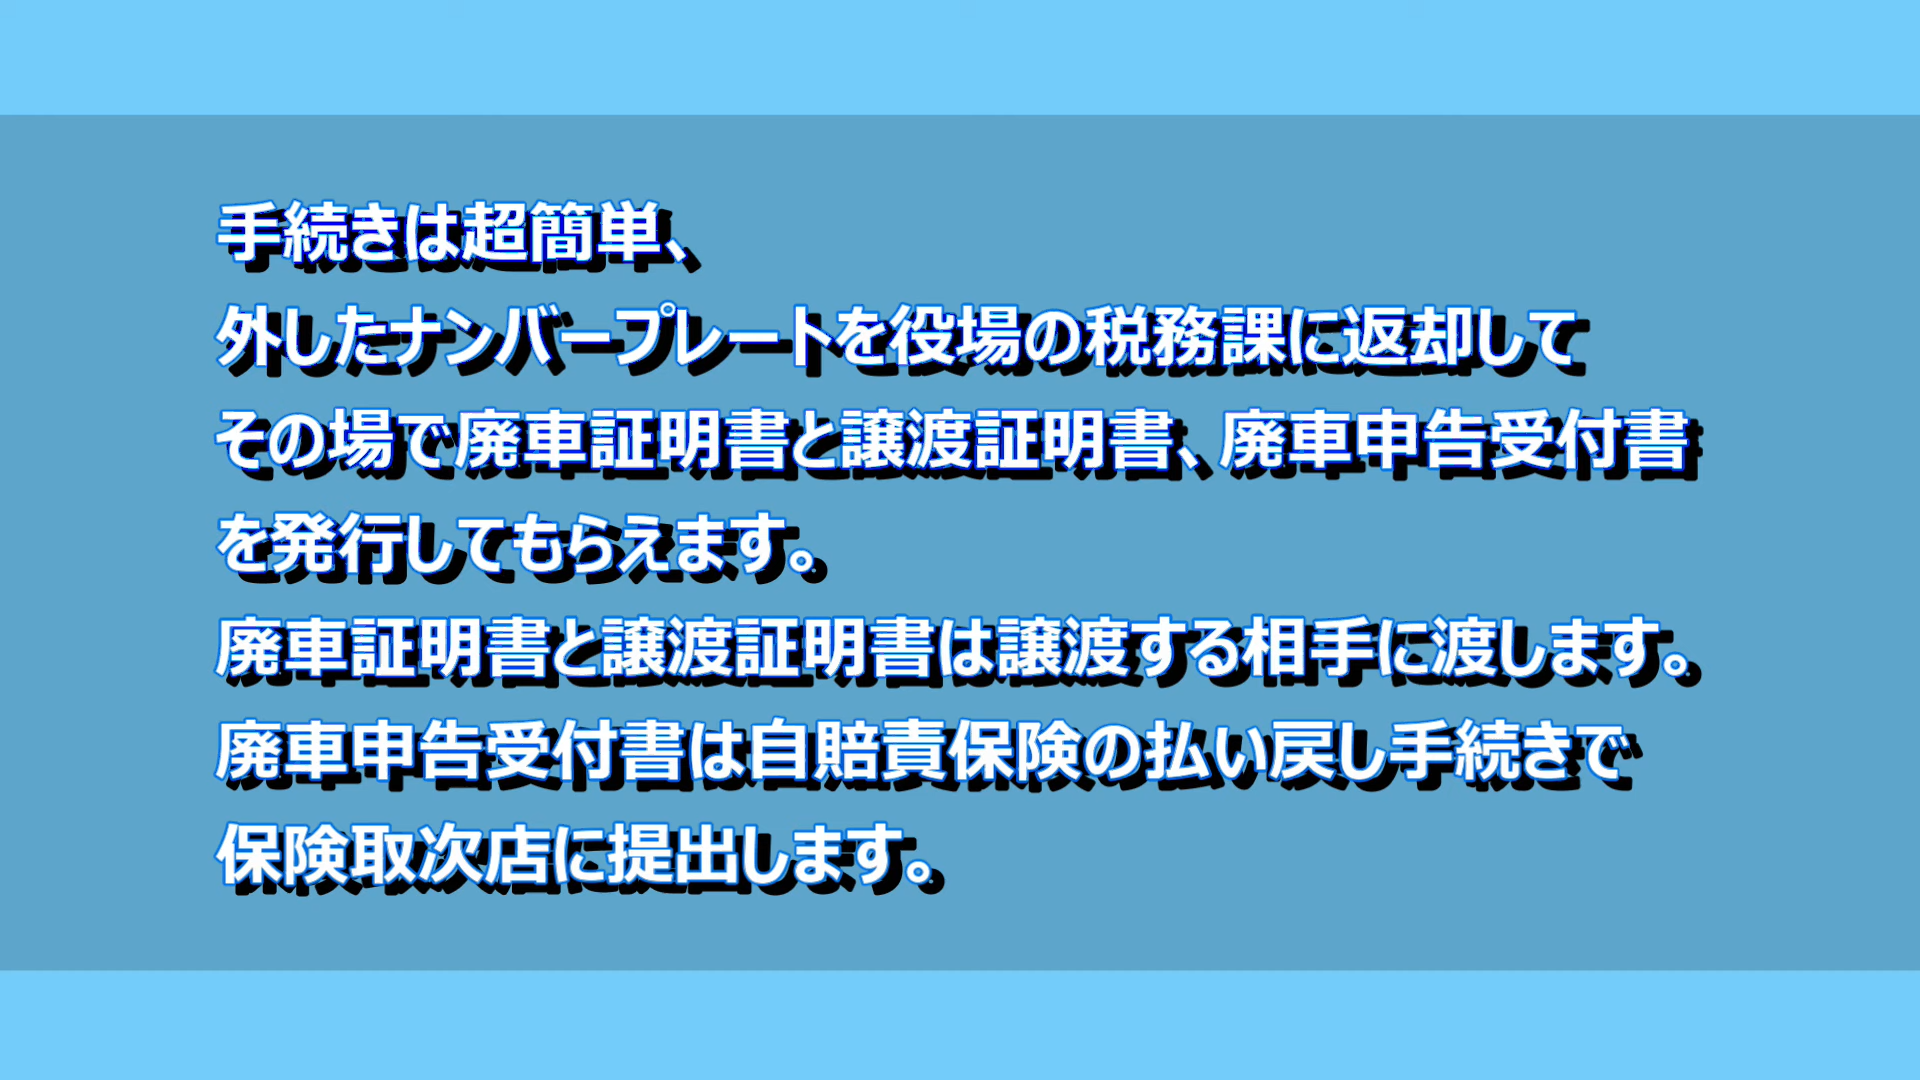 手続きは超簡単、
外したナンバープレートを役場の税務課に返却して
その場で廃車証明書と譲渡証明書、廃車申告受付書
を発行してもらえます。
廃車証明書と譲渡証明書は譲渡する相手に渡します。
廃車申告受付書は自賠責保険の払い戻し手続きで
保険取次店に提出します。